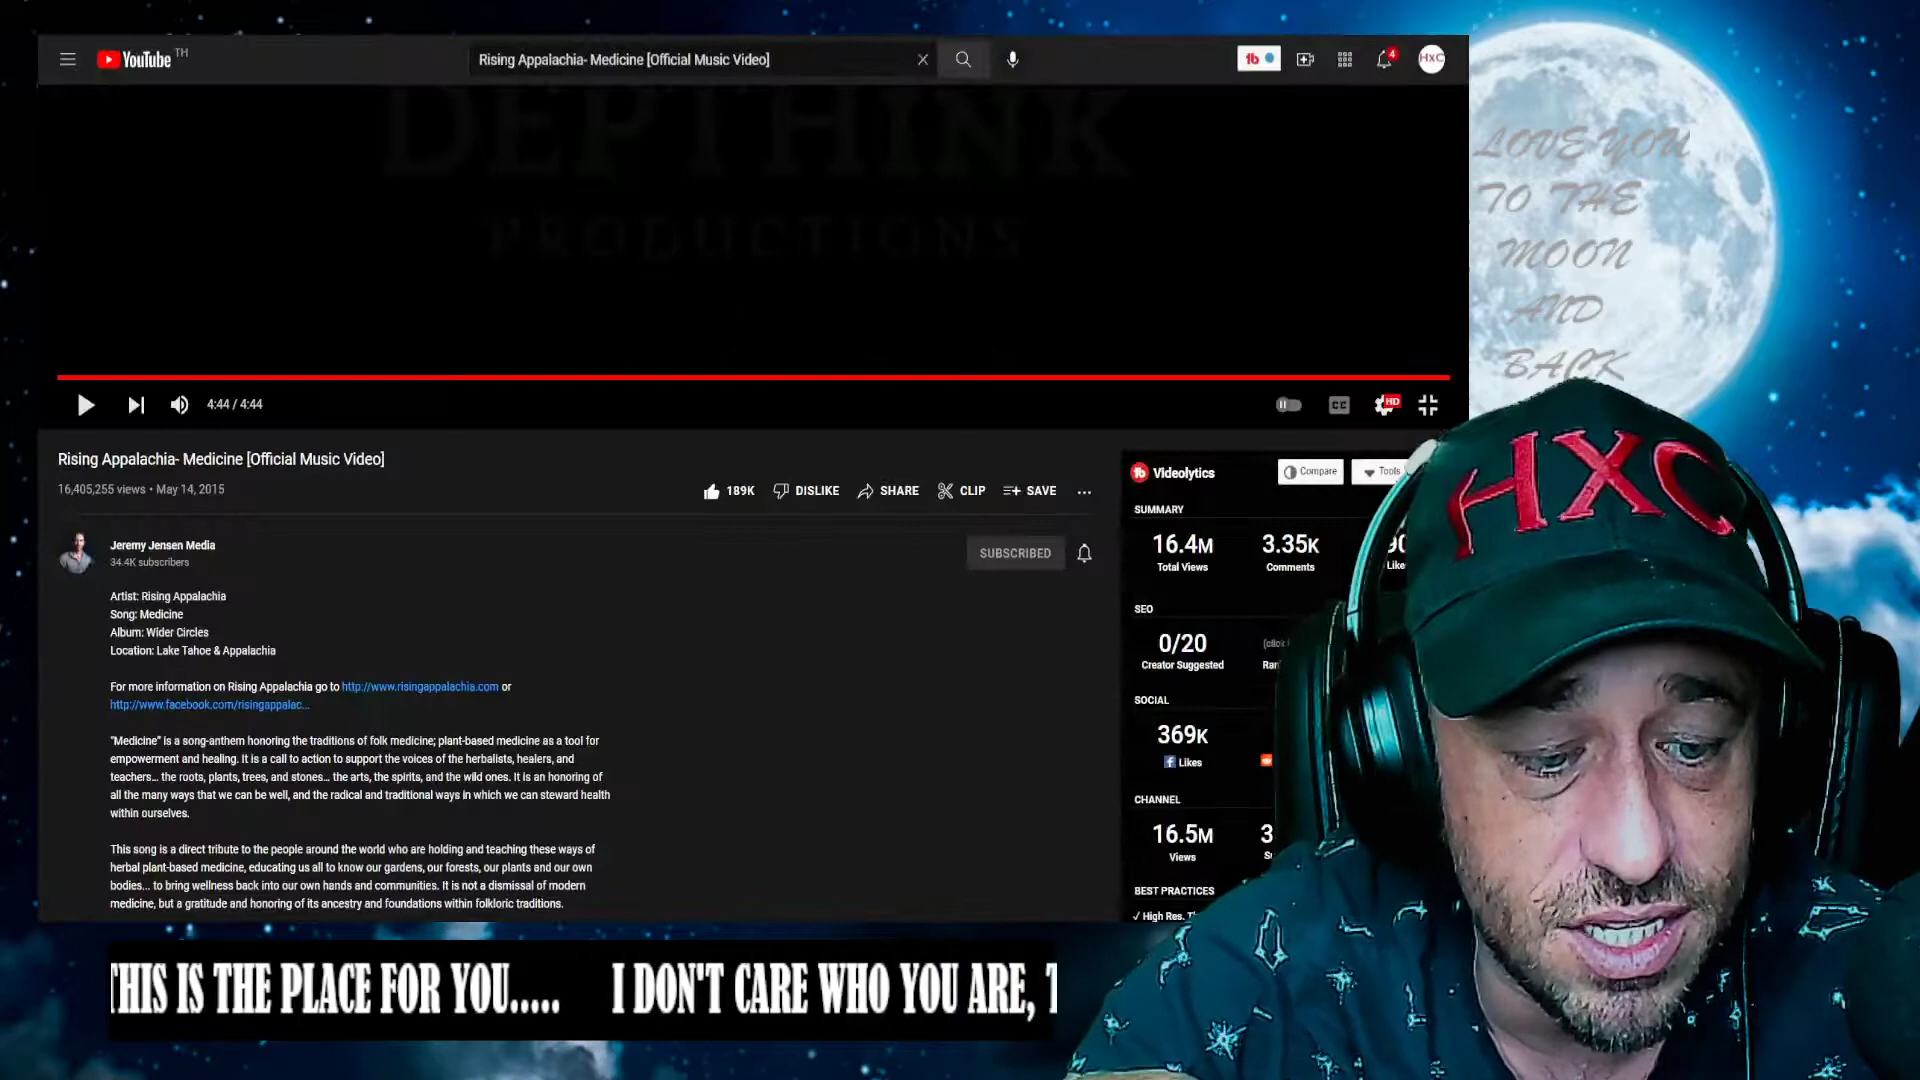 YouTube TH
Rising Appalachia- Medicine [Official Music Video]
4
HXC
DEPTHINK
PRODUCTIONS
LOVE YOU
TO THE
MOON
AND
BACK
4:44 / 4:44
CC
HD
Rising Appalachia- Medicine [Official Music Video]
16,405,255 views • May 14, 2015
189K DISLIKE SHARE CLIP SAVE
Jeremy Jensen Media
34.4K subscribers
SUBSCRIBED
Artist: Rising Appalachia
Song: Medicine
Album: Wider Circles
Location: Lake Tahoe & Appalachia
For more information on Rising Appalachia go to http://www.risingappalachia.com or
http://www.facebook.com/risingappalac...
"Medicine" is a song-anthem honoring the traditions of folk medicine; plant-based medicine as a tool for
empowerment and healing. It is a call to action to support the voices of the herbalists, healers, and
teachers... the roots, plants, trees, and stones... the arts, the spirits, and the wild ones. It is an honoring of
all the many ways that we can be well, and the radical and traditional ways in which we can steward health
within ourselves.
This song is a direct tribute to the people around the world who are holding and teaching these ways of
herbal plant-based medicine, educating us all to know our gardens, our forests, our plants and our own
bodies... to bring wellness back into our own hands and communities. It is not a dismissal of modern
medicine, but a gratitude and honoring of its ancestry and foundations within folkloric traditions.
tb Videolytics
Compare
Tools
SUMMARY
16.4M 3.35K
Total Views Comments Like
SEO
0/20
Creator Suggested
SOCIAL
369K
Likes
CHANNEL
16.5M 3
Views
BEST PRACTICES
✓ High Res.
HXC
THIS IS THE PLACE FOR YOU..... I DON'T CARE WHO YOU ARE, T